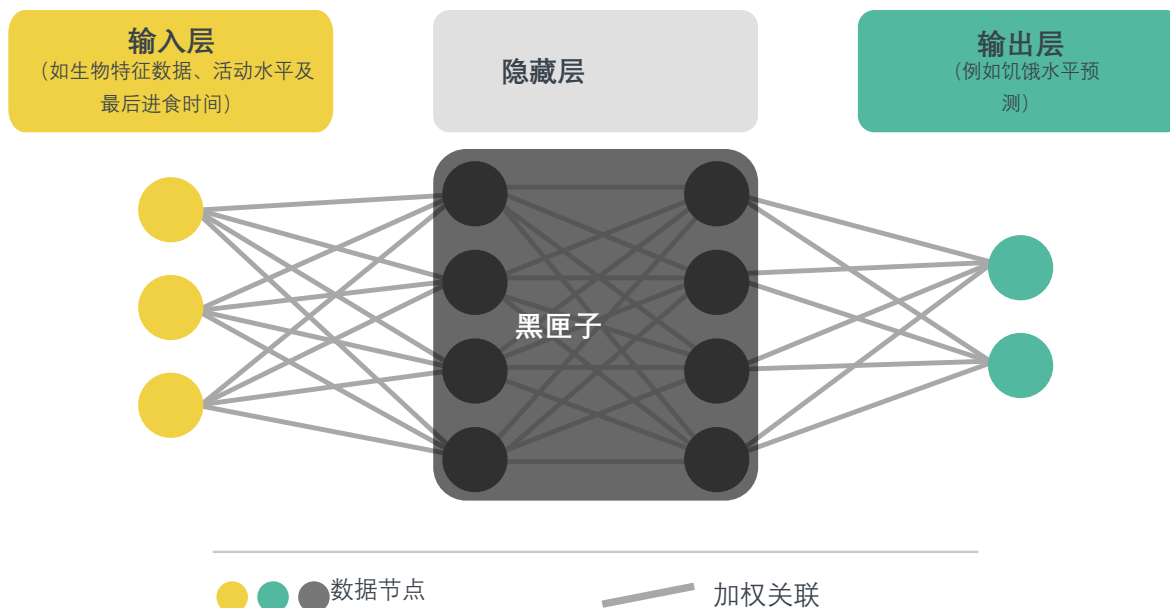 输入层
（如生物特征数据、活动水平及
最后进食时间）
隐藏层
输出层
（例如饥饿水平预
测）
黑匣子
数据节点
加权关联